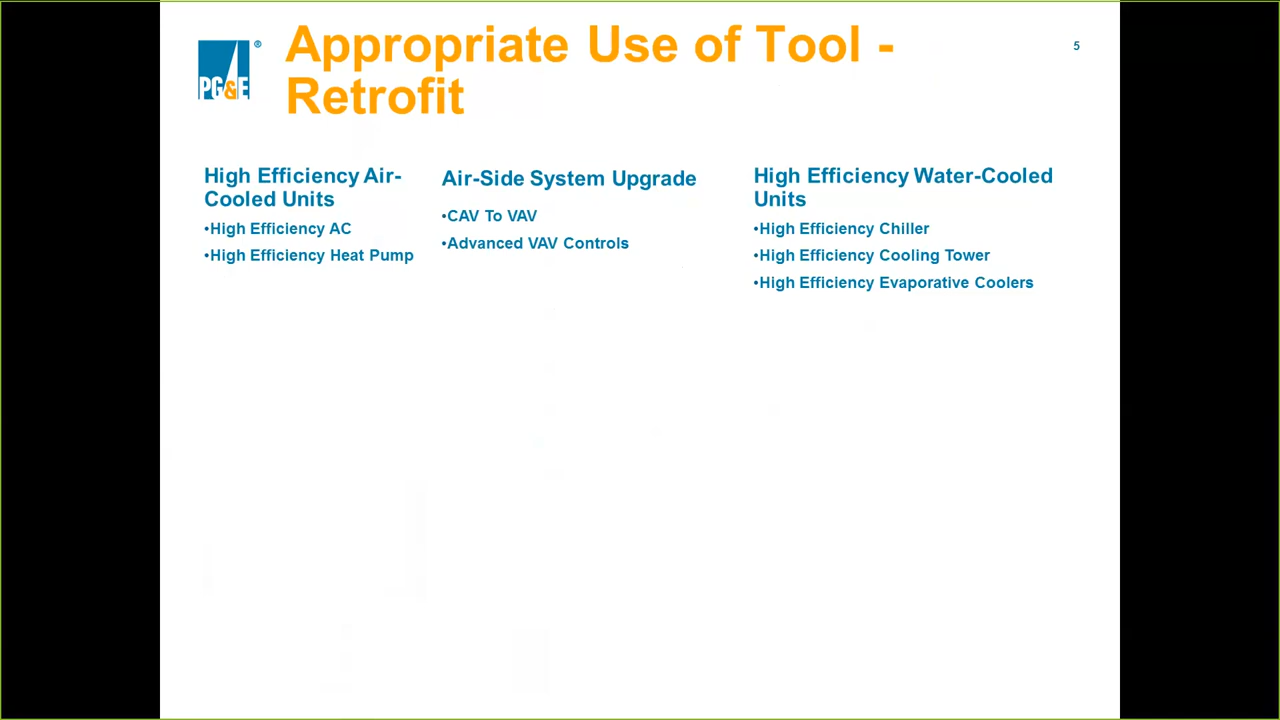 Appropriate Use of Tool -
Retrofit
5
PG&E
®
High Efficiency Air-
Cooled Units
•High Efficiency AC
•High Efficiency Heat Pump
Air-Side System Upgrade
•CAV To VAV
•Advanced VAV Controls
High Efficiency Water-Cooled
Units
•High Efficiency Chiller
•High Efficiency Cooling Tower
•High Efficiency Evaporative Coolers